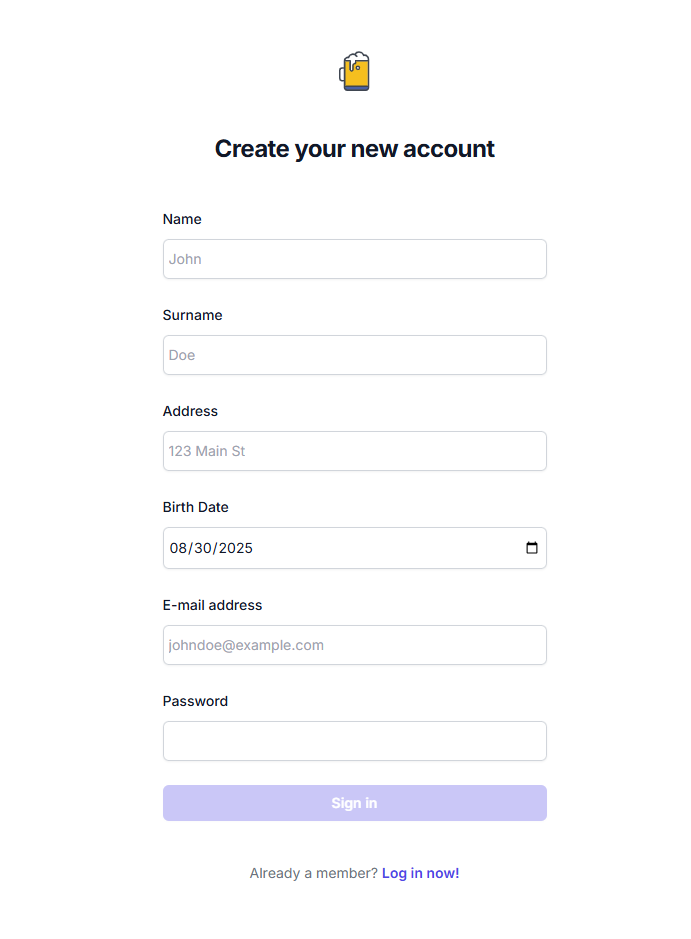 Create your new account
Name
John
Surname
Doe
Address
123 Main St
Birth Date
08/30/2025
E-mail address
johndoe@example.com
Password
Sign in
Already a member? Log in now!